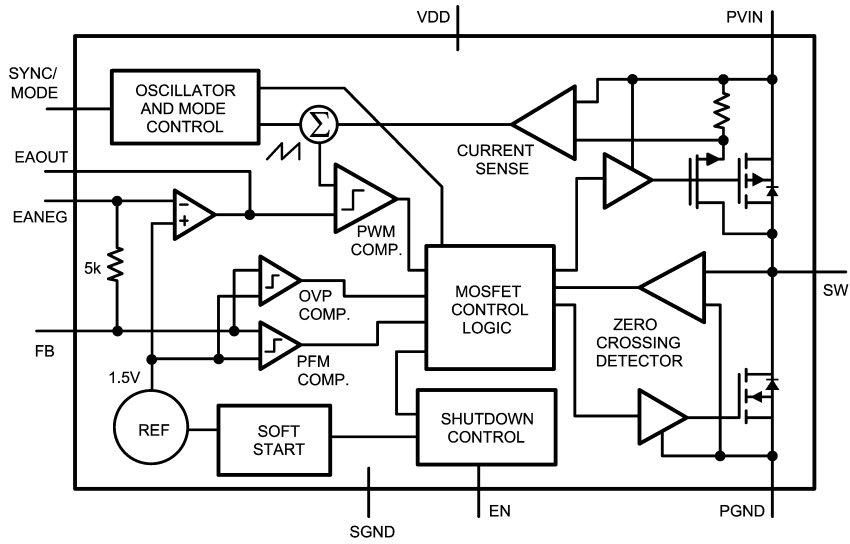 VDD
PVIN
SYNC/
MODE
OSCILLATOR
AND MODE
CONTROL
Σ
CURRENT
SENSE
EAOUT
EANEG
−
+
PWM
COMP.
5k
OVP
COMP.
MOSFET
CONTROL
LOGIC
SW
ZERO
CROSSING
DETECTOR
FB
PFM
COMP.
1.5V
REF
SOFT
START
SHUTDOWN
CONTROL
SGND
EN
PGND